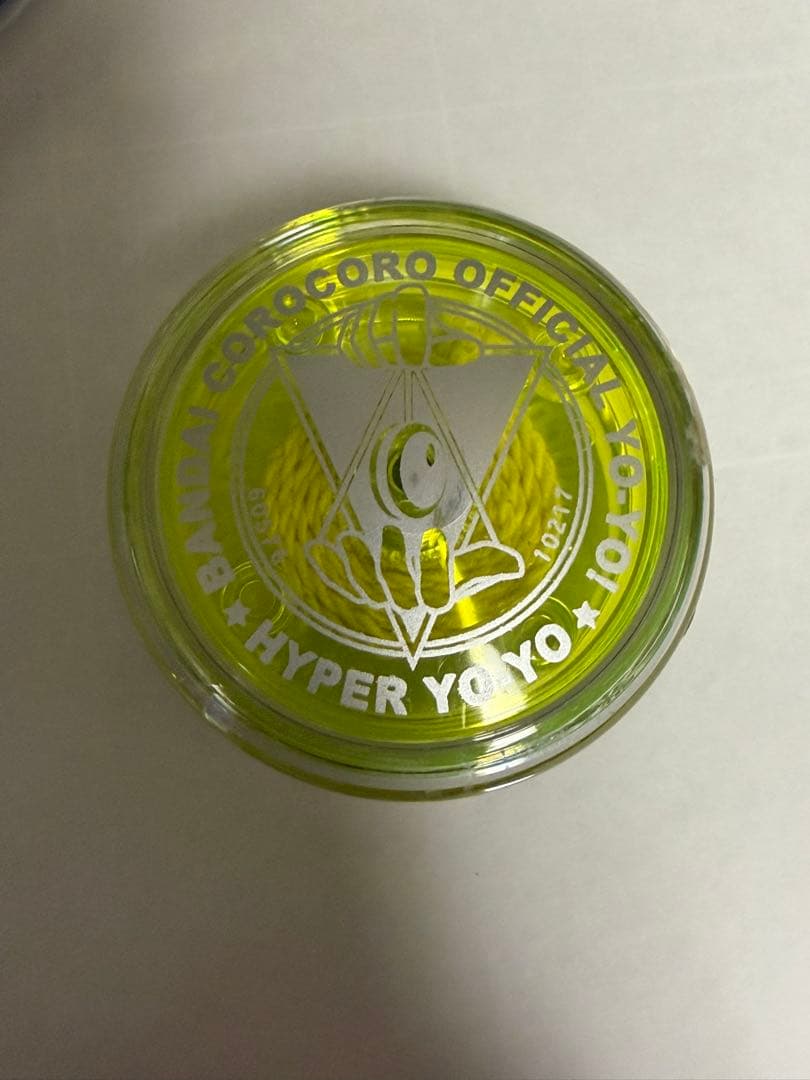 BANDAI COROCORO OFFICIAL YO-YO!
10217
★ HYPER YO-YO ★